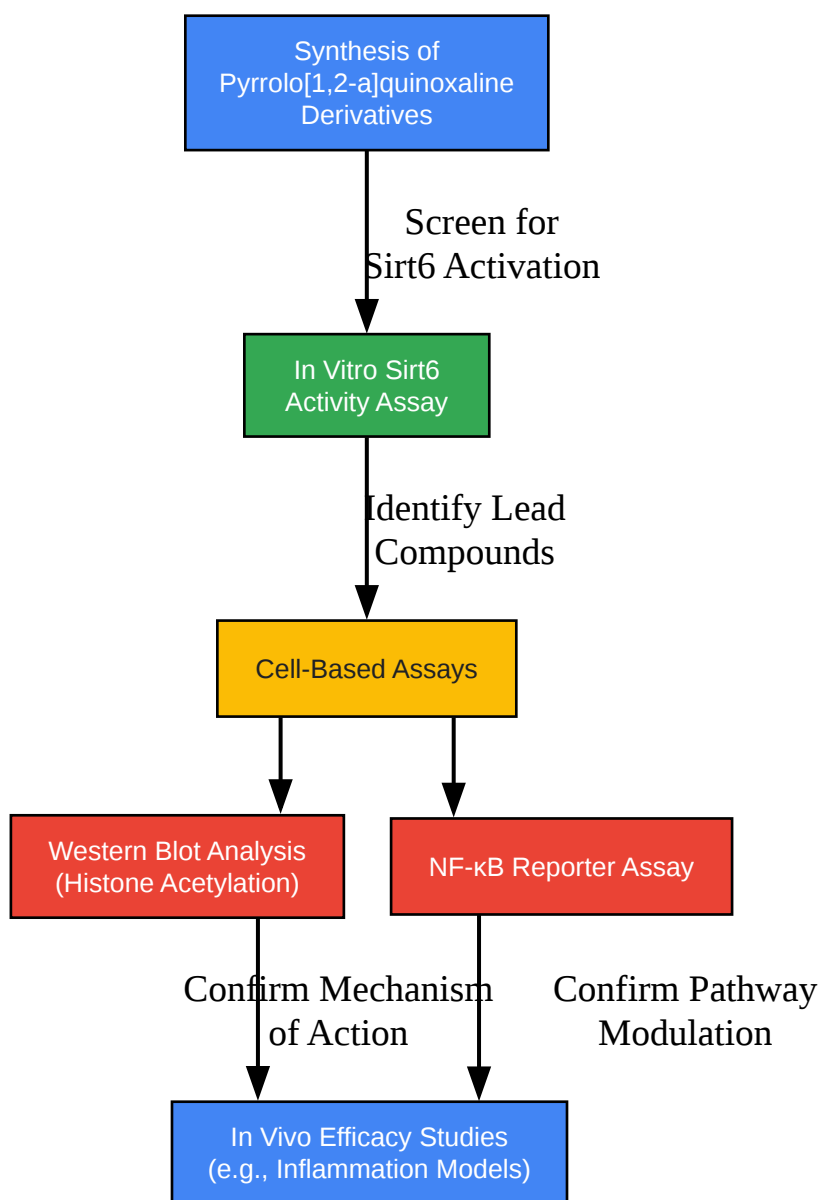 Synthesis of
Pyrrolo[1,2-a]quinoxaline
Derivatives
Screen for
Sirt6 Activation
In Vitro Sirt6
Activity Assay
Identify Lead
Compounds
Cell-Based Assays
Western Blot Analysis
(Histone Acetylation)
NF-κB Reporter Assay
Confirm Mechanism
of Action
Confirm Pathway
Modulation
In Vivo Efficacy Studies
(e.g., Inflammation Models)